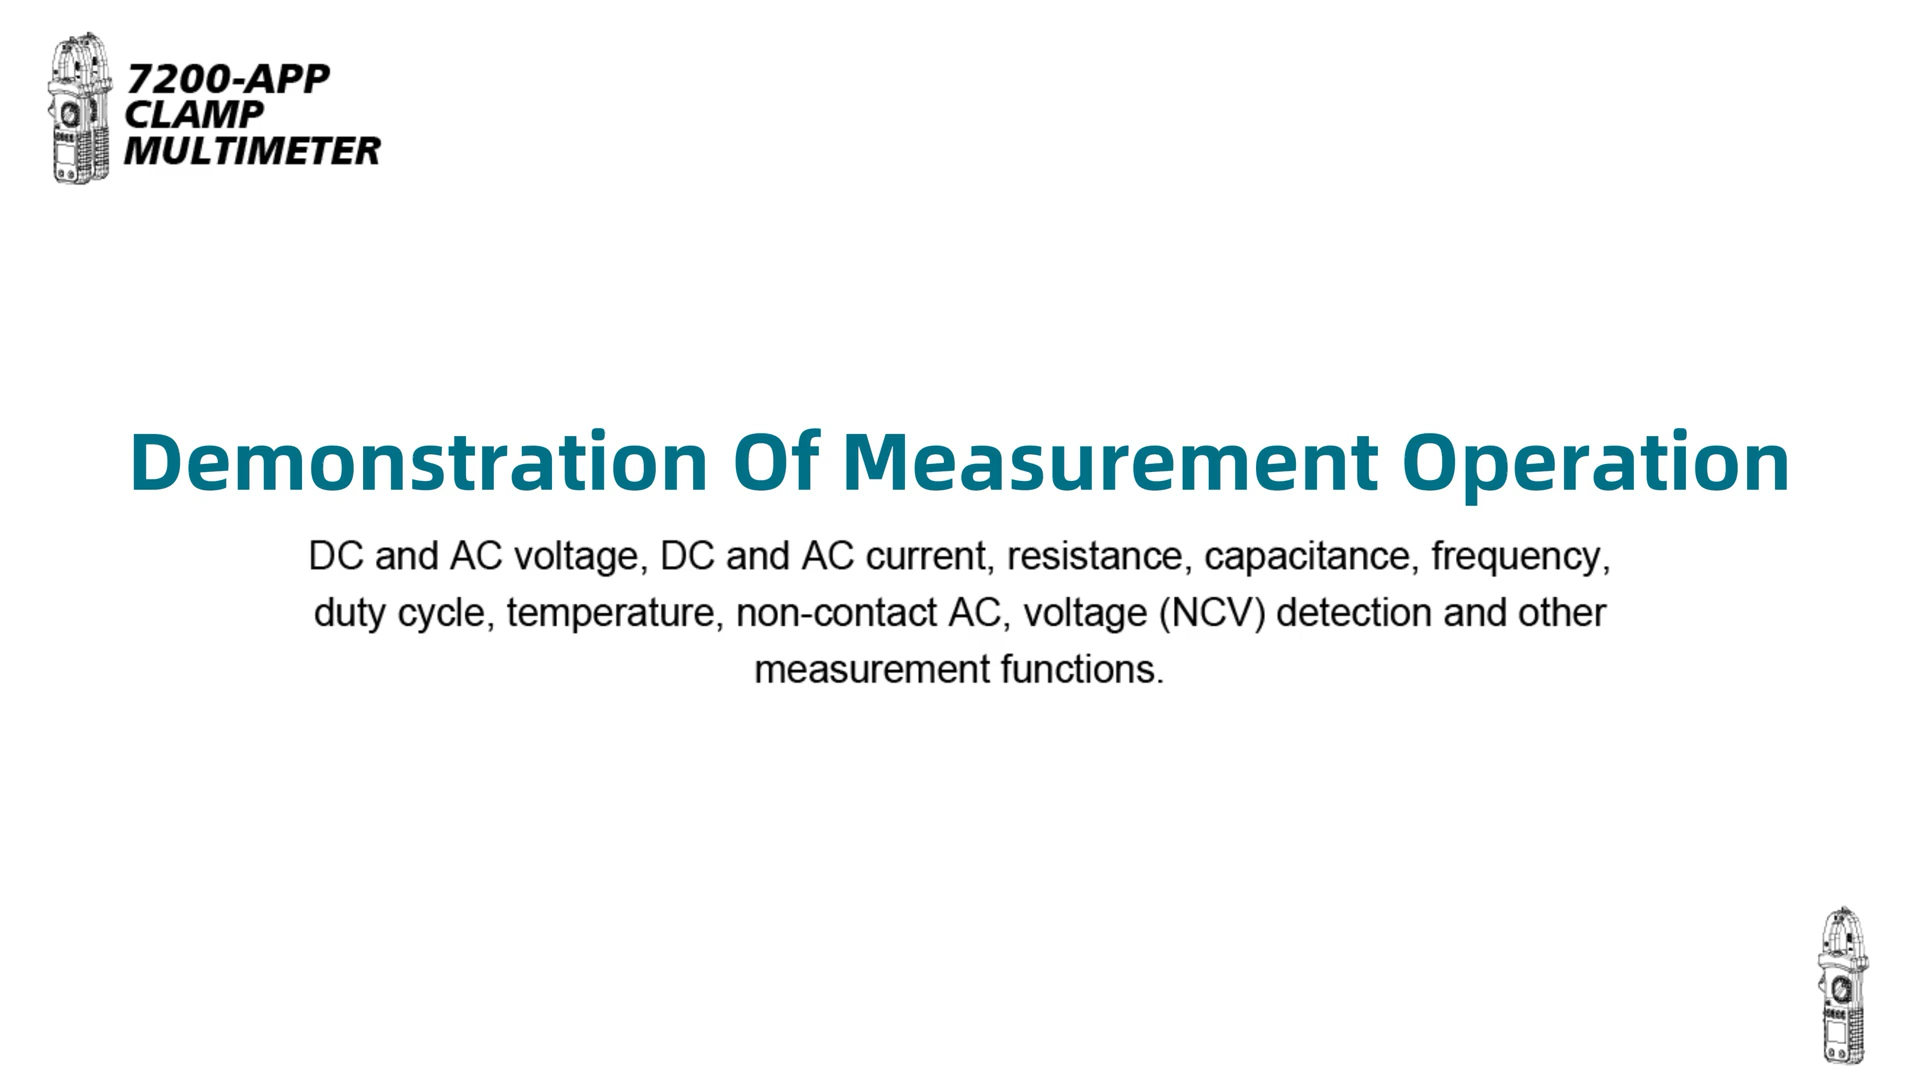 7200-APP
CLAMP
MULTIMETER
Demonstration Of Measurement Operation
DC and AC voltage, DC and AC current, resistance, capacitance, frequency,
duty cycle, temperature, non-contact AC, voltage (NCV) detection and other
measurement functions.